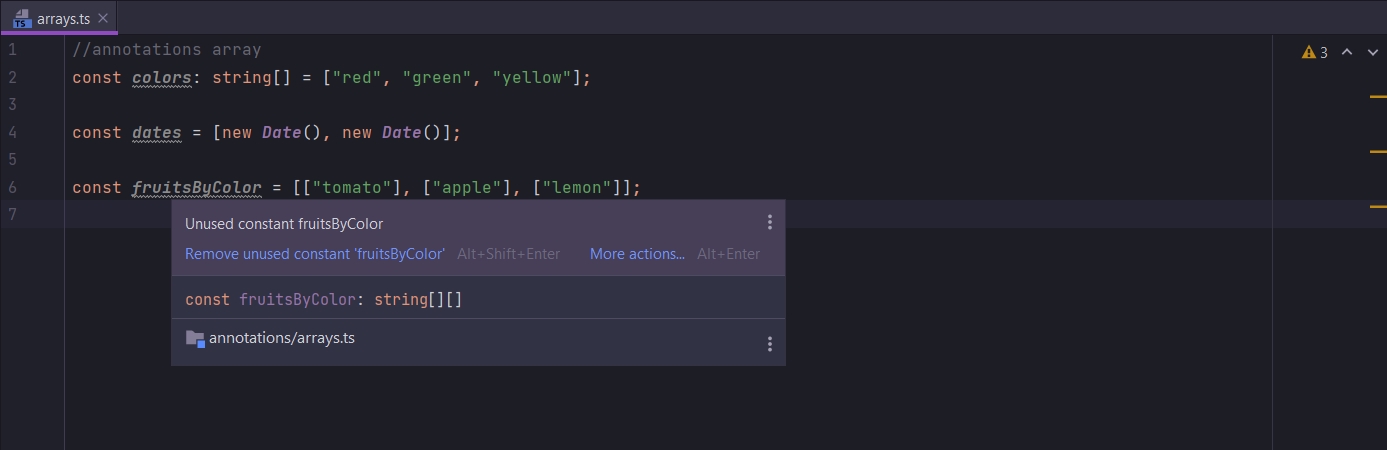 TS arrays.ts
1 //annotations array
2 const colors: string[] = ["red", "green", "yellow"];
3
4 const dates = [new Date(), new Date()];
5
6 const fruitsByColor = [["tomato"], ["apple"], ["lemon"]];
7
3
Unused constant fruitsByColor
Remove unused constant 'fruitsByColor' Alt+Shift+Enter More actions... Alt+Enter
const fruitsByColor: string[][]
annotations/arrays.ts